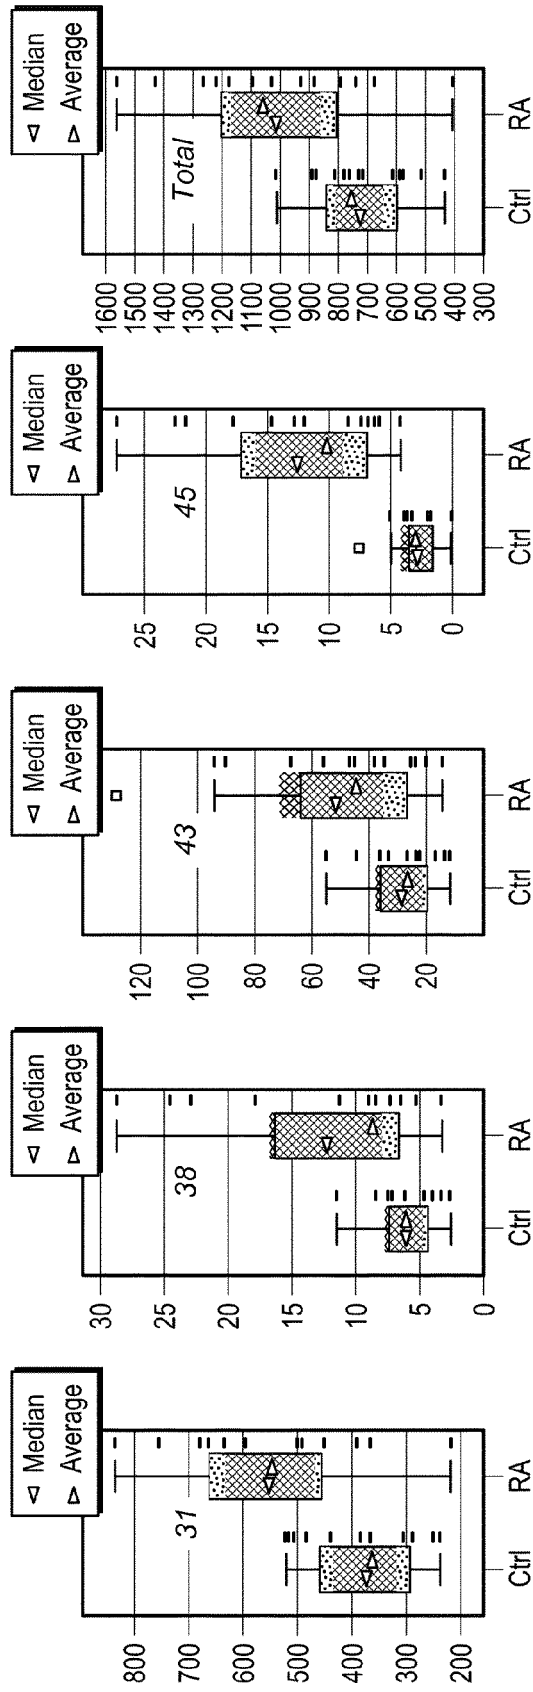 31
◁ Median
▷ Average
800
700
600
500
400
300
200
Ctrl
RA
38
◁ Median
▷ Average
30
25
20
15
10
5
0
Ctrl
RA
43
◁ Median
▷ Average
120
100
80
60
40
20
Ctrl
RA
45
◁ Median
▷ Average
25
20
15
10
5
0
Ctrl
RA
Total
◁ Median
▷ Average
1600
1500
1400
1300
1200
1100
1000
900
800
700
600
500
400
300
Ctrl
RA